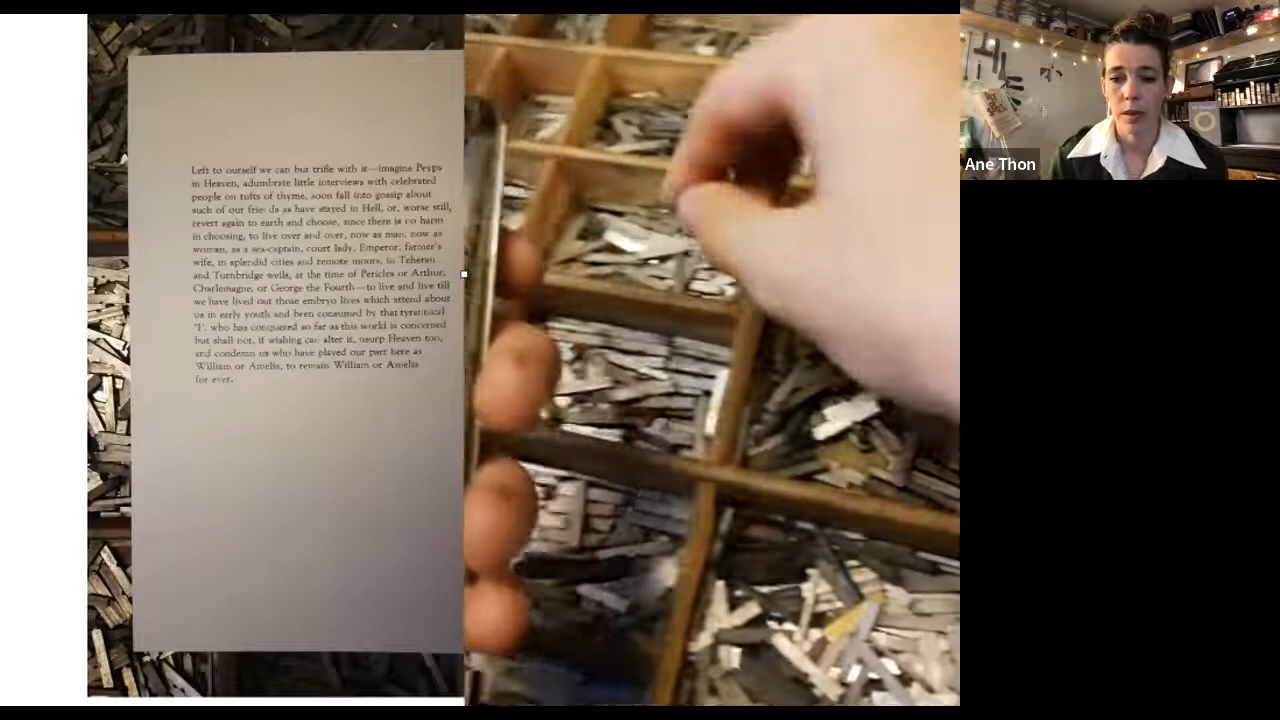 Left to ourself we can but trifle with it—imagine Peyps
in Heaven, adumbrate little interviews with celebrated
people on tufts of thyme, soon fall into gossip about
such of our frie ds as have stayed in Hell, or, worse still,
revert again to earth and choose, since there is no harm
in choosing, to live over and over, now as man, now as
woman, as a sea-captain, court lady, Emperor, farmer's
wife, in splendid cities and remote moors, in Teheran
and Turnbridge wells, at the time of Pericles or Arthur,
Charlemagne, or George the Fourth—to live and live till
we have lived out those embryo lives which attend about
us in early youth and been consumed by that tyrannical
'I', who has conquered so far as this world is concerned
but shall not, if wishing can alter it, usurp Heaven too,
and condemn us who have played our part here as
William or Amelia, to remain William or Amelia
for ever.
Ane Thon